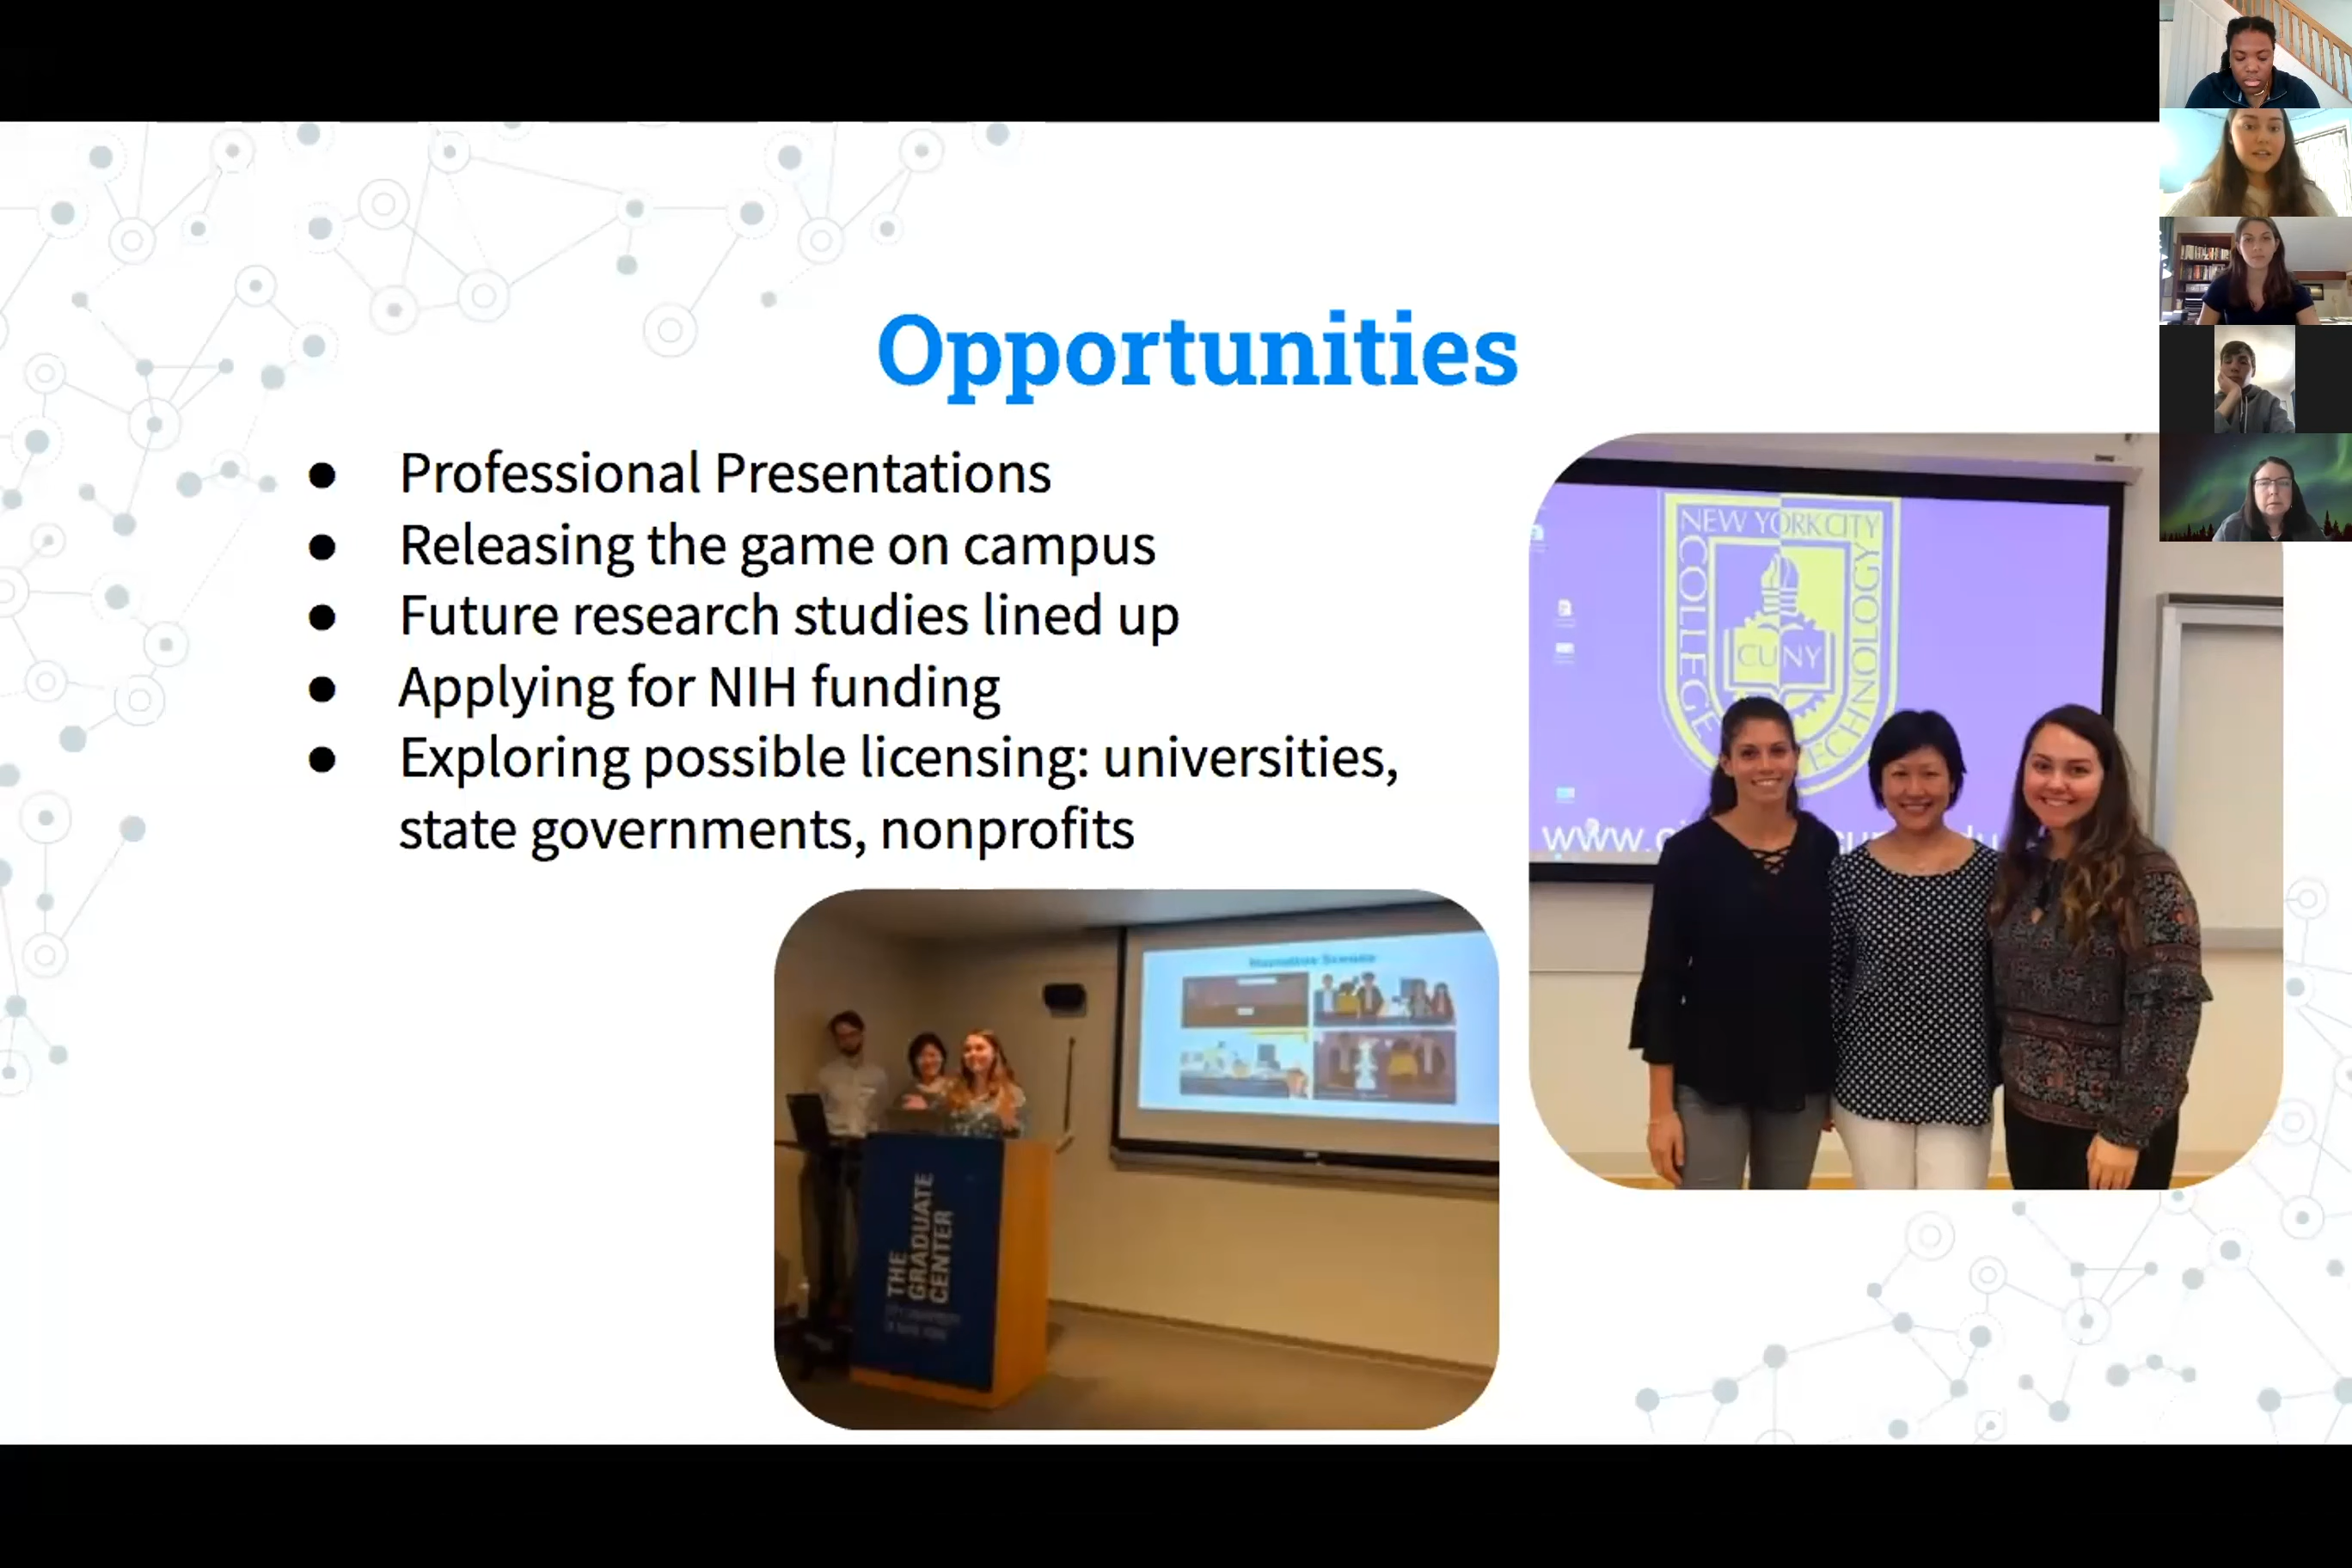 Opportunities
● Professional Presentations
● Releasing the game on campus
● Future research studies lined up
● Applying for NIH funding
● Exploring possible licensing: universities,
state governments, nonprofits
NEW YORK CITY
COLLEGE
TECHNOLOGY
CUNY
www.
THE
GRADUATE
CENTER